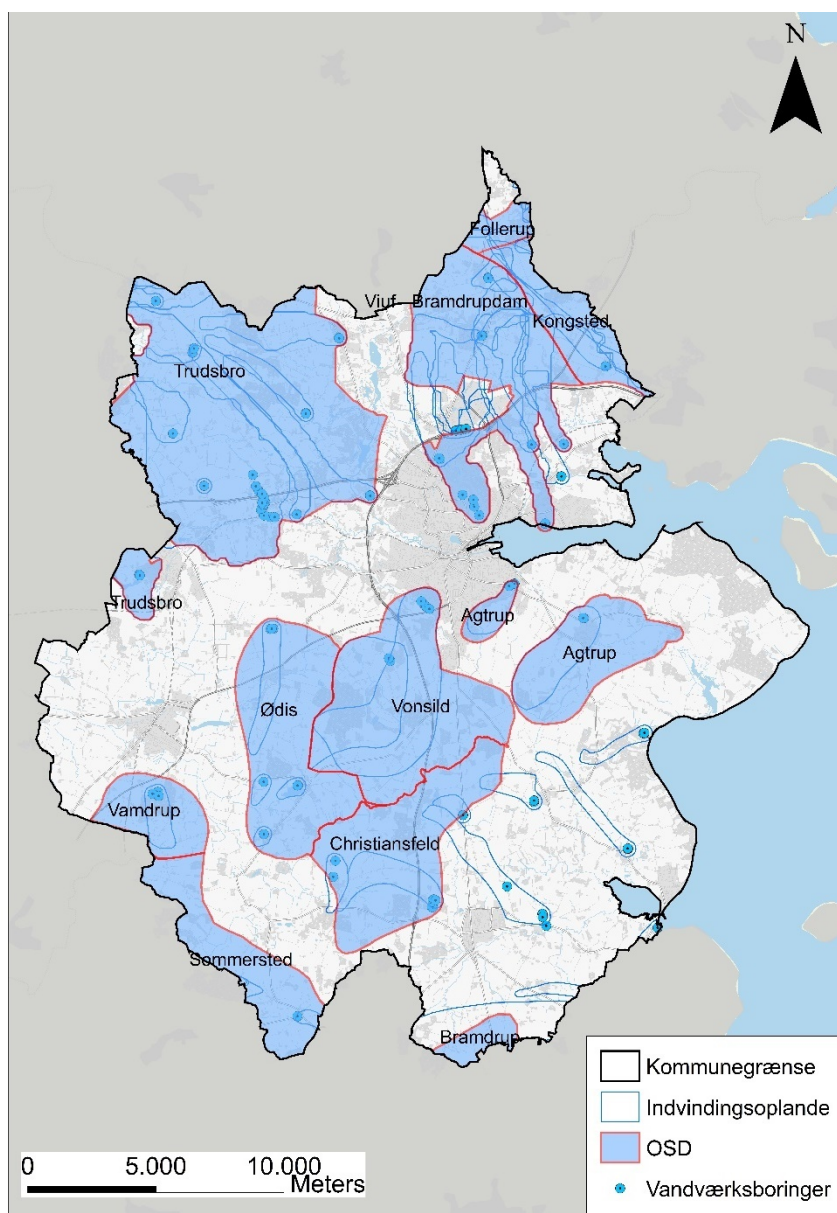 N
Follerup
Viuf
Bramdrupdam
Kongsted
Trudsbro
Trudsbro
Agtrup
Agtrup
Ødis
Vonsild
Vamdrup
Christiansfeld
Sommersted
Bramdrup
Kommunegrænse
Indvindingsoplande
OSD
Vandværksboringer
0 5.000 10.000
Meters